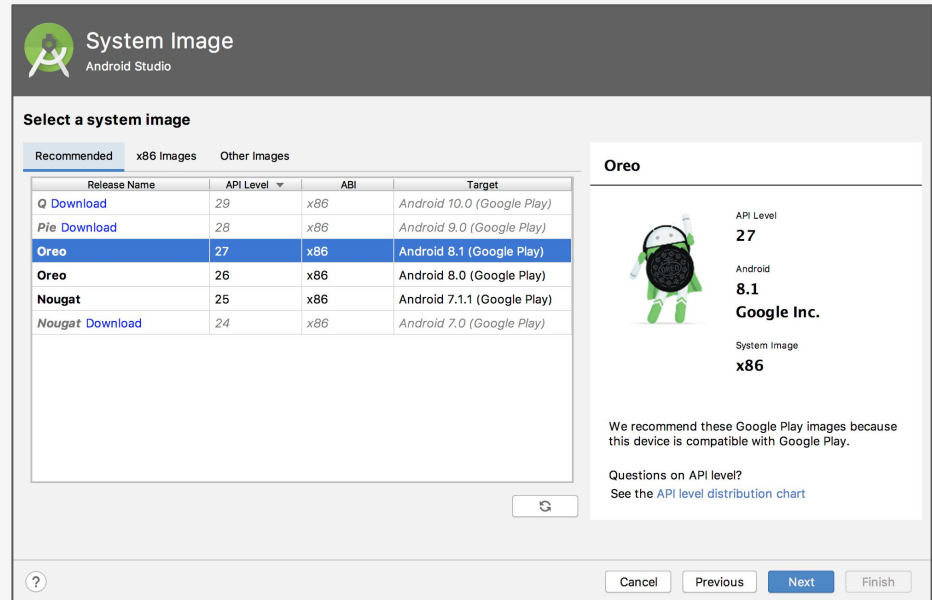 System Image
Android Studio
Select a system image
Recommended x86 Images Other Images
Release Name API Level ABI Target
Q Download 29 x86 Android 10.0 (Google Play)
Pie Download 28 x86 Android 9.0 (Google Play)
Oreo 27 x86 Android 8.1 (Google Play)
Oreo 26 x86 Android 8.0 (Google Play)
Nougat 25 x86 Android 7.1.1 (Google Play)
Nougat Download 24 x86 Android 7.0 (Google Play)
Oreo
OREO
API Level
27
Android
8.1
Google Inc.
System Image
x86
We recommend these Google Play images because
this device is compatible with Google Play.
Questions on API level?
See the API level distribution chart
? Cancel Previous Next Finish